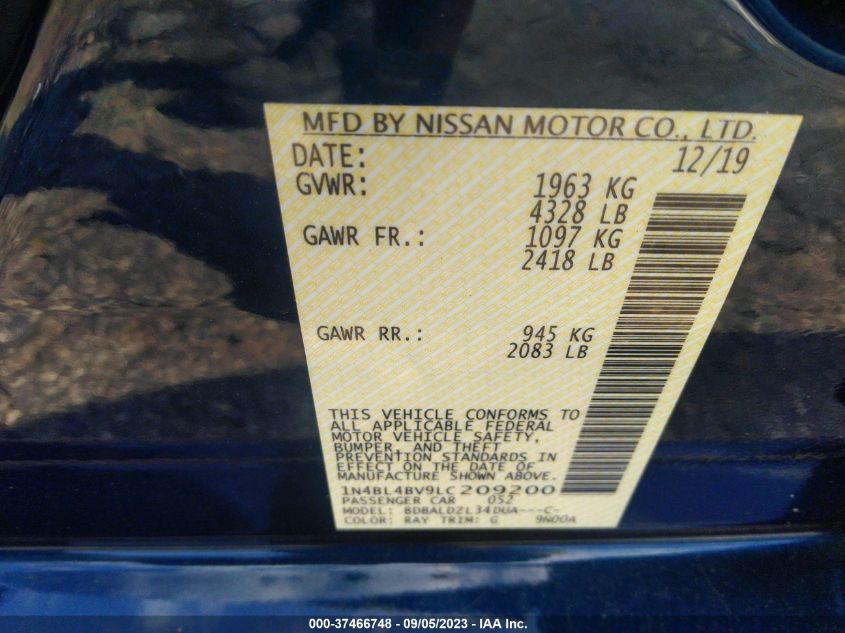 MFD BY NISSAN MOTOR CO., LTD.
DATE: 12/19
GVWR: 1963 KG
4328 LB
GAWR FR.: 1097 KG
2418 LB
GAWR RR.: 945 KG
2083 LB
THIS VEHICLE CONFORMS TO
ALL APPLICABLE FEDERAL
MOTOR VEHICLE SAFETY,
BUMPER, AND THEFT
PREVENTION STANDARDS IN
EFFECT ON THE DATE OF
MANUFACTURE SHOWN ABOVE.
1N4BL4BV9LC209200
PASSENGER CAR 052
MODEL: BDBALDZL34DUA---C-
COLOR: RAY TRIM: G 9N00A
000-37466748 - 09/05/2023 - IAA Inc.